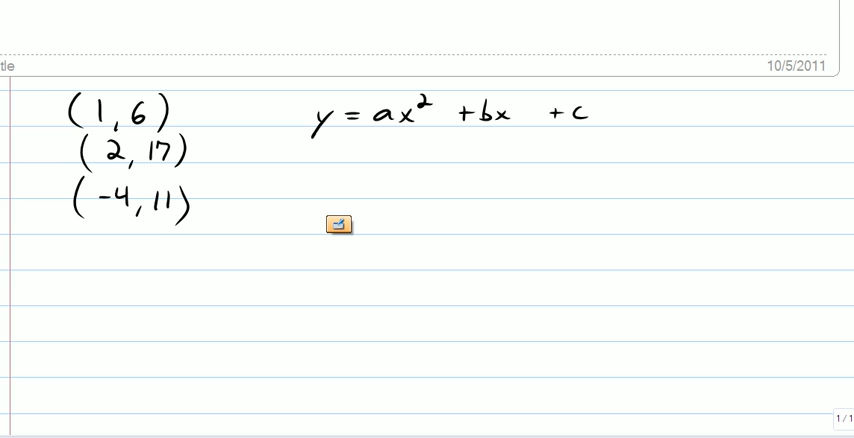 tle 10/5/2011
(1, 6) y = ax² + bx + c
(2, 17)
(-4, 11)
1 / 1